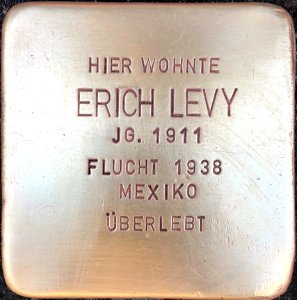 HIER WOHNTE
ERICH LEVY
JG. 1911
FLUCHT 1938
MEXIKO
ÜBERLEBT